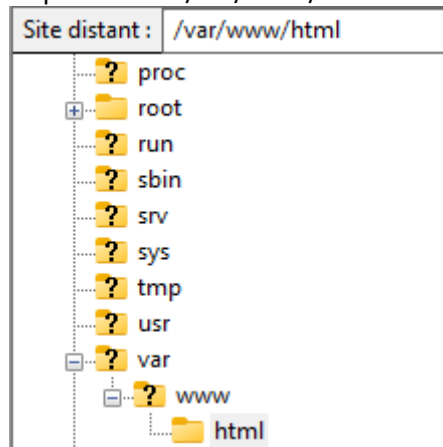 Site distant : /var/www/html
proc
root
run
sbin
srv
sys
tmp
usr
var
www
html